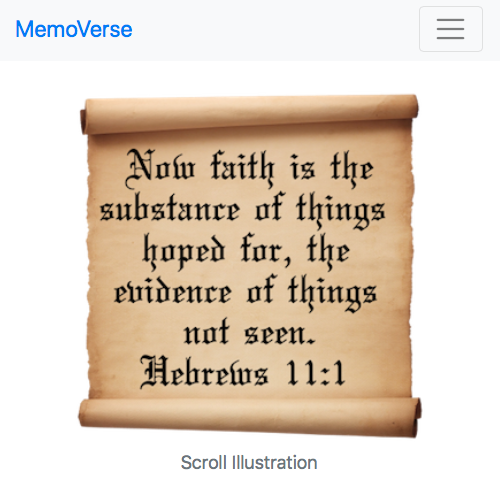 MemoVerse
Now faith is the
substance of things
hoped for, the
evidence of things
not seen.
Hebrews 11:1
Scroll Illustration